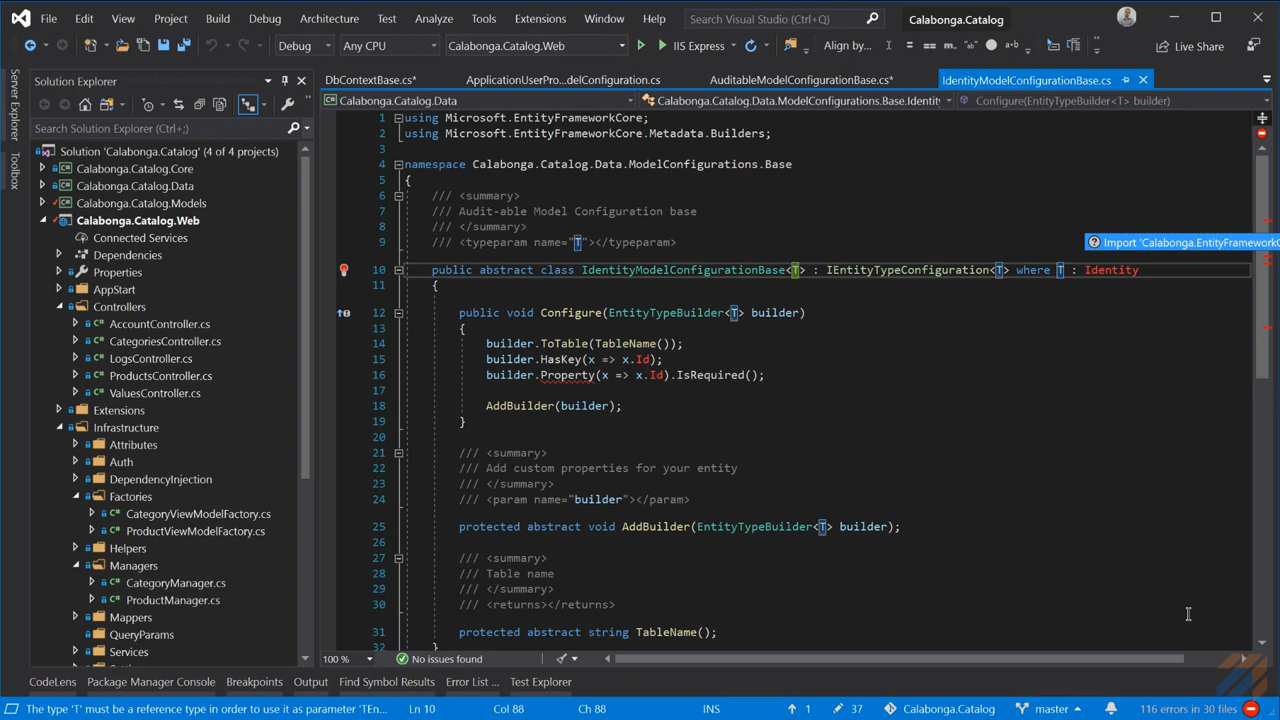 File Edit View Project Build Debug Architecture Test Analyze Tools Extensions Window Help Search Visual Studio (Ctrl+Q) Calabonga.Catalog
Debug Any CPU Calabonga.Catalog.Web IIS Express Align by... Live Share
Server Explorer
Toolbox
Solution Explorer
Search Solution Explorer (Ctrl+;)
Solution 'Calabonga.Catalog' (4 of 4 projects)
Calabonga.Catalog.Core
Calabonga.Catalog.Data
Calabonga.Catalog.Models
Calabonga.Catalog.Web
Connected Services
Dependencies
Properties
AppStart
Controllers
AccountController.cs
CategoriesController.cs
LogsController.cs
ProductsController.cs
ValuesController.cs
Extensions
Infrastructure
Attributes
Auth
DependencyInjection
Factories
CategoryViewModelFactory.cs
ProductViewModelFactory.cs
Helpers
Managers
CategoryManager.cs
ProductManager.cs
Mappers
QueryParams
Services
DbContextBase.cs* ApplicationUserPro...delConfiguration.cs AuditableModelConfigurationBase.cs* IdentityModelConfigurationBase.cs
Calabonga.Catalog.Data Calabonga.Catalog.Data.ModelConfigurations.Base.Identity Configure(EntityTypeBuilder<T> builder)
1 using Microsoft.EntityFrameworkCore;
2 using Microsoft.EntityFrameworkCore.Metadata.Builders;
3
4 namespace Calabonga.Catalog.Data.ModelConfigurations.Base
5 {
6 /// <summary>
7 /// Audit-able Model Configuration base
8 /// </summary>
9 /// <typeparam name="T"></typeparam>
Import 'Calabonga.EntityFrameworkC
10 public abstract class IdentityModelConfigurationBase<T> : IEntityTypeConfiguration<T> where T : Identity
11 {
12 public void Configure(EntityTypeBuilder<T> builder)
13 {
14 builder.ToTable(TableName());
15 builder.HasKey(x => x.Id);
16 builder.Property(x => x.Id).IsRequired();
17
18 AddBuilder(builder);
19 }
20
21 /// <summary>
22 /// Add custom properties for your entity
23 /// </summary>
24 /// <param name="builder"></param>
25 protected abstract void AddBuilder(EntityTypeBuilder<T> builder);
26
27 /// <summary>
28 /// Table name
29 /// </summary>
30 /// <returns></returns>
31 protected abstract string TableName();
32 }
100 % No issues found
CodeLens Package Manager Console Breakpoints Output Find Symbol Results Error List ... Test Explorer
The type 'T' must be a reference type in order to use it as parameter 'TEn Ln 10 Col 88 Ch 88 INS 1 37 Calabonga.Catalog master 116 errors in 30 files